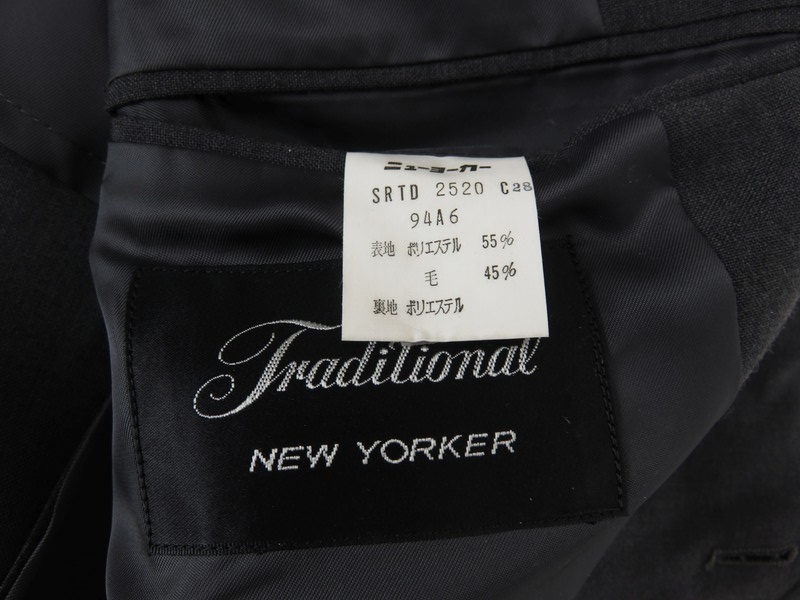 ニューヨーカー
SRTD 2520 C28
94A6
表地 ポリエステル 55%
毛 45%
裏地 ポリエステル
Traditional
NEW YORKER